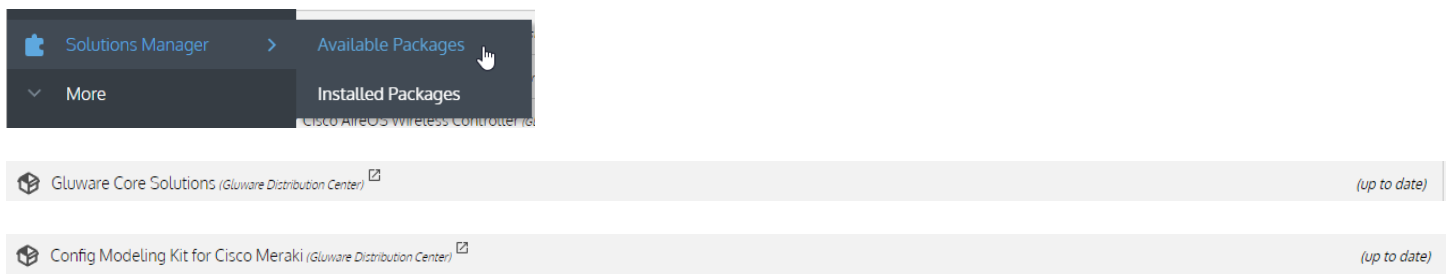 Solutions Manager
Available Packages
More
Installed Packages
Cisco AireOS Wireless Controller
Gluware Core Solutions (Gluware Distribution Center)
(up to date)
Config Modeling Kit for Cisco Meraki (Gluware Distribution Center)
(up to date)